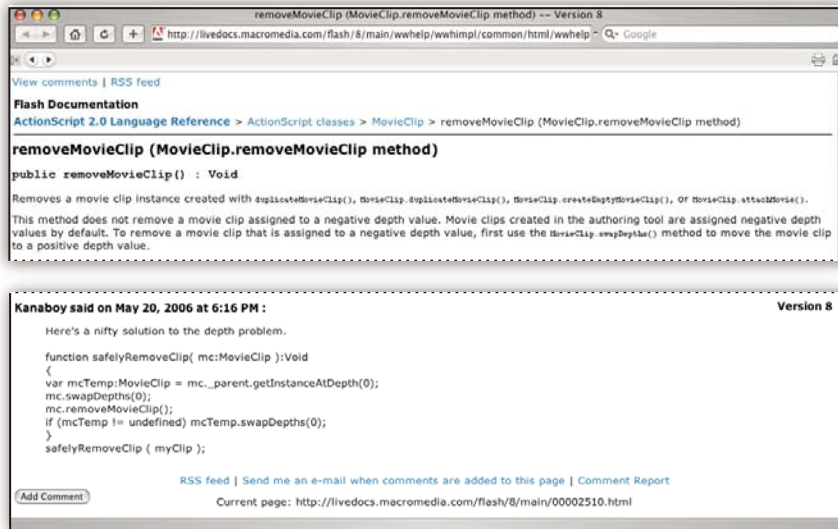 removeMovieClip (MovieClip.removeMovieClip method) -- Version 8
http://livedocs.macromedia.com/flash/8/main/wwhelp/wwhimpl/common/html/wwhelp
Google
View comments | RSS feed
Flash Documentation
ActionScript 2.0 Language Reference > ActionScript classes > MovieClip > removeMovieClip (MovieClip.removeMovieClip method)
removeMovieClip (MovieClip.removeMovieClip method)
public removeMovieClip() : Void
Removes a movie clip instance created with duplicateMovieClip(), MovieClip.duplicateMovieClip(), MovieClip.createEmptyMovieClip(), or MovieClip.attachMovie().
This method does not remove a movie clip assigned to a negative depth value. Movie clips created in the authoring tool are assigned negative depth
values by default. To remove a movie clip that is assigned to a negative depth value, first use the MovieClip.swapDepths() method to move the movie clip
to a positive depth value.
Kanaboy said on May 20, 2006 at 6:16 PM : Version 8
Here's a nifty solution to the depth problem.
function safelyRemoveClip( mc:MovieClip ):Void
{
var mcTemp:MovieClip = mc._parent.getInstanceAtDepth(0);
mc.swapDepths(0);
mc.removeMovieClip();
if (mcTemp != undefined) mcTemp.swapDepths(0);
}
safelyRemoveClip ( myClip );
RSS feed | Send me an e-mail when comments are added to this page | Comment Report
Add Comment
Current page: http://livedocs.macromedia.com/flash/8/main/00002510.html